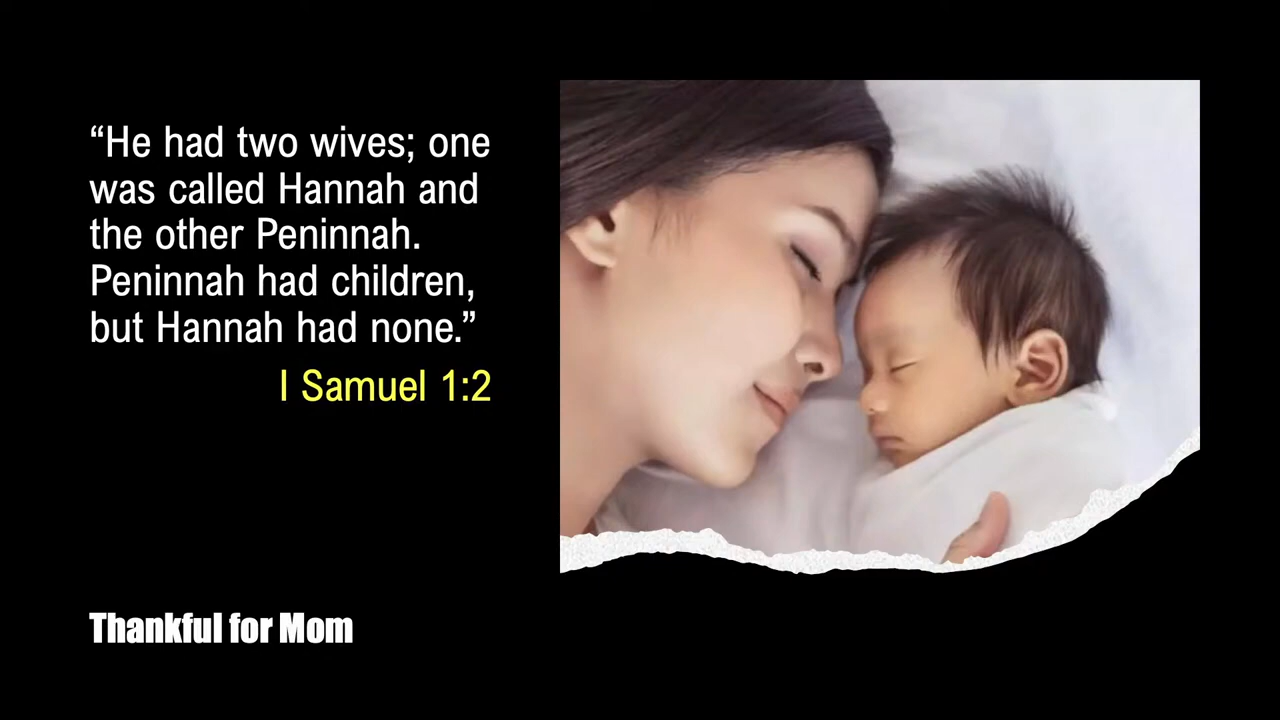 “He had two wives; one
was called Hannah and
the other Peninnah.
Peninnah had children,
but Hannah had none.”
I Samuel 1:2
Thankful for Mom